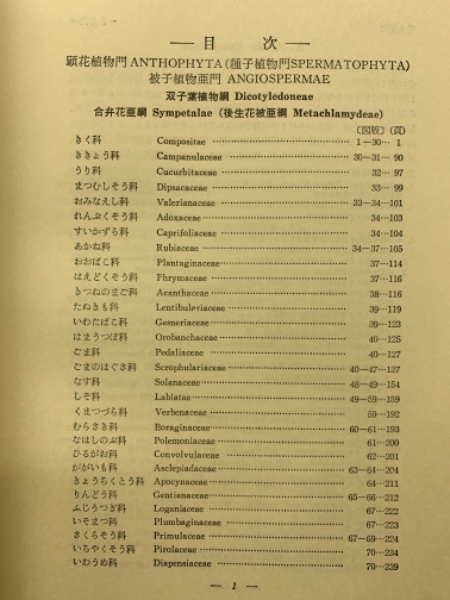 — 目 次 —
顕花植物門 ANTHOPHYTA (種子植物門 SPERMATOPHYTA)
被子植物亜門 ANGIOSPERMAE
双子葉植物綱 Dicotyledoneae
合弁花亜綱 Sympetalae (後生花被亜綱 Metachlamydeae)
〔図版〕(頁)
きく科 Compositae 1—30… 1
ききょう科 Campanulaceae 30—31… 90
うり科 Cucurbitaceae 32… 97
まつむしそう科 Dipsacaceae 33… 99
おみなえし科 Valerianaceae 33—34…101
れんぷくそう科 Adoxaceae 34…103
すいかずら科 Caprifoliaceae 34…104
あかね科 Rubiaceae 34—37…105
おおばこ科 Plantaginaceae 37…114
はえどくそう科 Phrymaceae 37…116
きつねのまご科 Acanthaceae 38…116
たぬきも科 Lentibulariaceae 39…119
いわたばこ科 Gesneriaceae 39…123
はまうつぼ科 Orobanchaceae 40…125
ごま科 Pedaliaceae 40…127
ごまのはぐさ科 Scrophulariaceae 40—47…127
なす科 Solanaceae 48—49…154
しそ科 Labiatae 49—59…159
くまつづら科 Verbenaceae 59…192
むらさき科 Boraginaceae 60—61…193
なはしのぶ科 Polemoniaceae 61…200
ひるがお科 Convolvulaceae 62…201
ががいも科 Asclepiadaceae 63—64…204
きょうちくとう科 Apocynaceae 64…211
りんどう科 Gentianaceae 65—66…212
ふじうつぎ科 Loganiaceae 67…222
いそまつ科 Plumbaginaceae 67…223
さくらそう科 Primulaceae 67—69…224
いちやくそう科 Pirolaceae 70…234
いわうめ科 Diapensiaceae 70…239
— 1 —